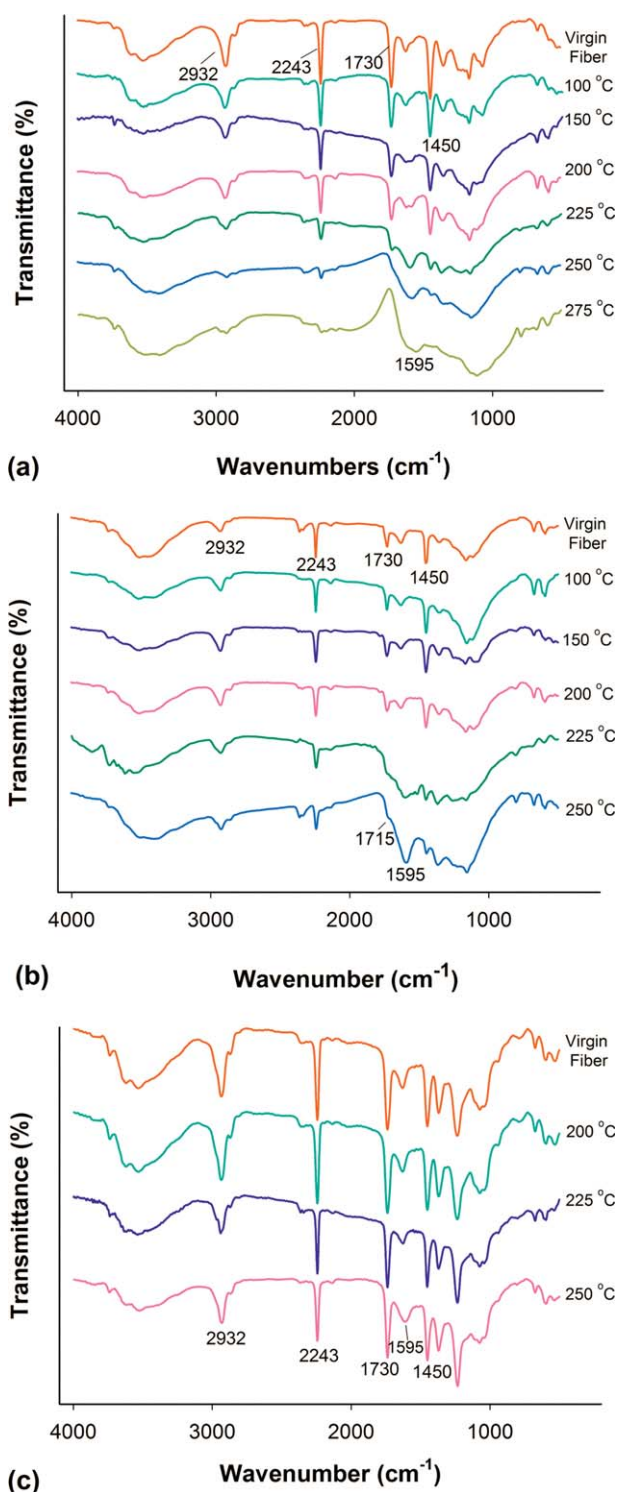 Transmittance (%)
2932
2243
1730
1450
1595
Virgin
Fiber
100 °C
150 °C
200 °C
225 °C
250 °C
275 °C
4000
3000
2000
1000
(a)
Wavenumbers (cm-1)
Transmittance (%)
2932
2243
1730
1450
1715
1595
Virgin
Fiber
100 °C
150 °C
200 °C
225 °C
250 °C
4000
3000
2000
1000
(b)
Wavenumber (cm-1)
Transmittance (%)
Virgin
Fiber
200 °C
225 °C
250 °C
2932
2243
1730
1595
1450
4000
3000
2000
1000
Wavenumber (cm-1)
(c)